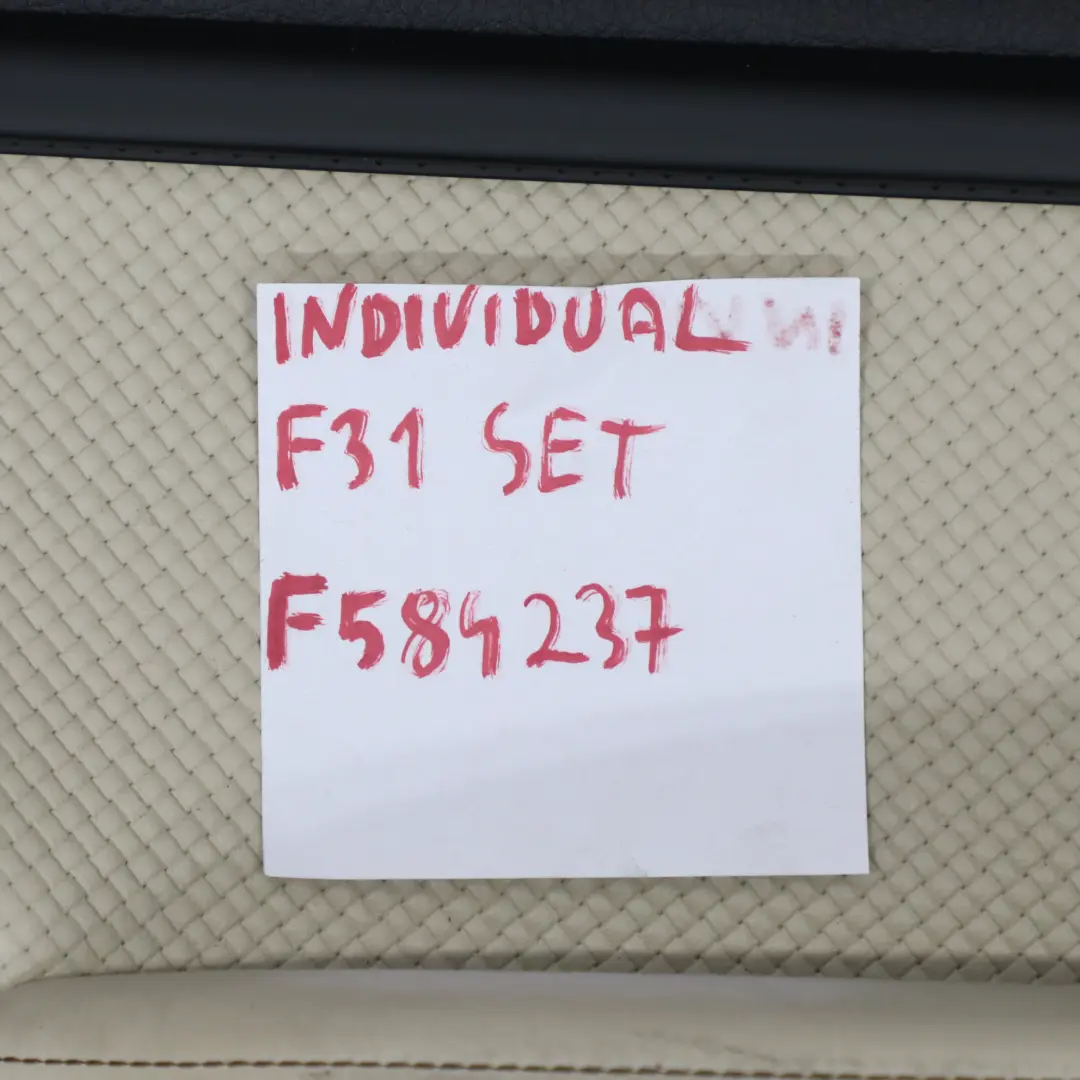 INDIVIDUAL
F31 SET
F584237